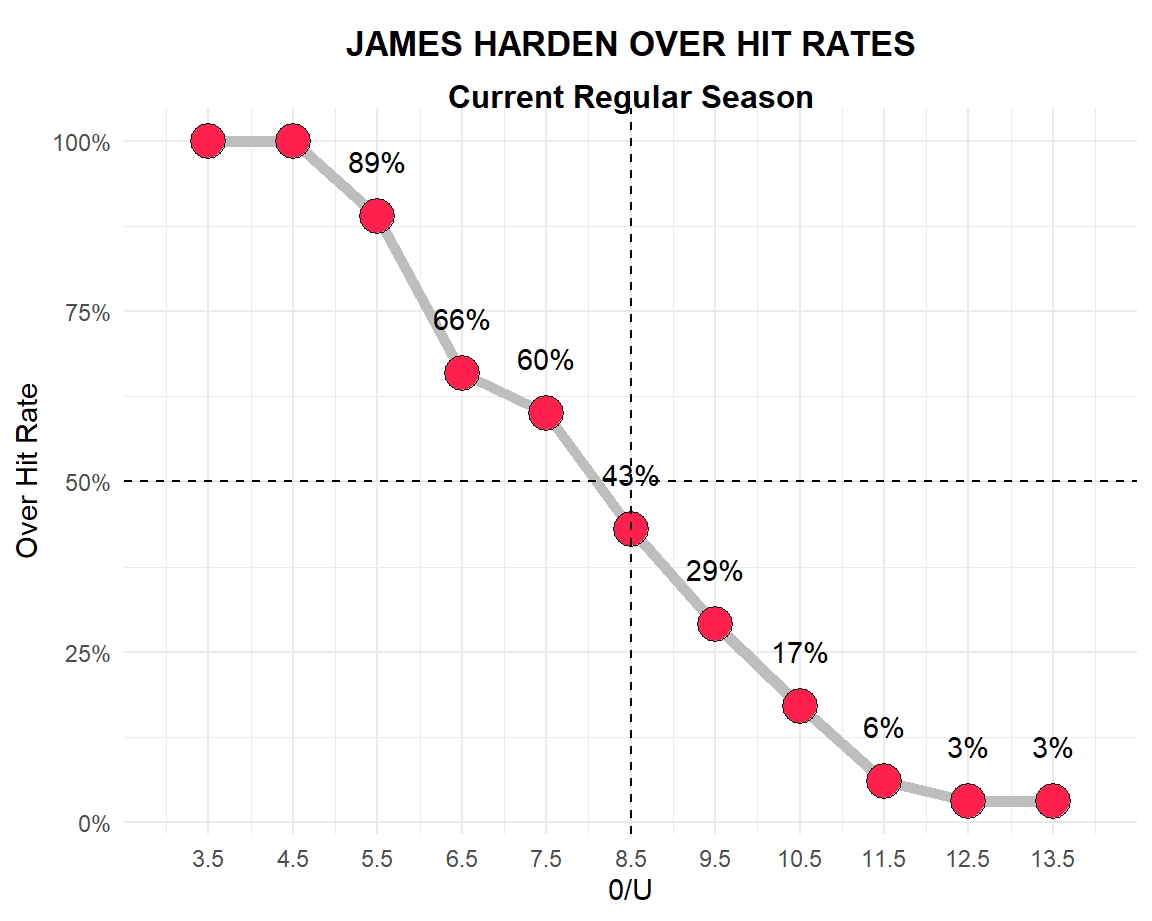 JAMES HARDEN OVER HIT RATES
Current Regular Season
Over Hit Rate
100%
75%
50%
25%
0%
89%
66%
60%
43%
29%
17%
6%
3%
3%
3.5 4.5 5.5 6.5 7.5 8.5 9.5 10.5 11.5 12.5 13.5
0/U